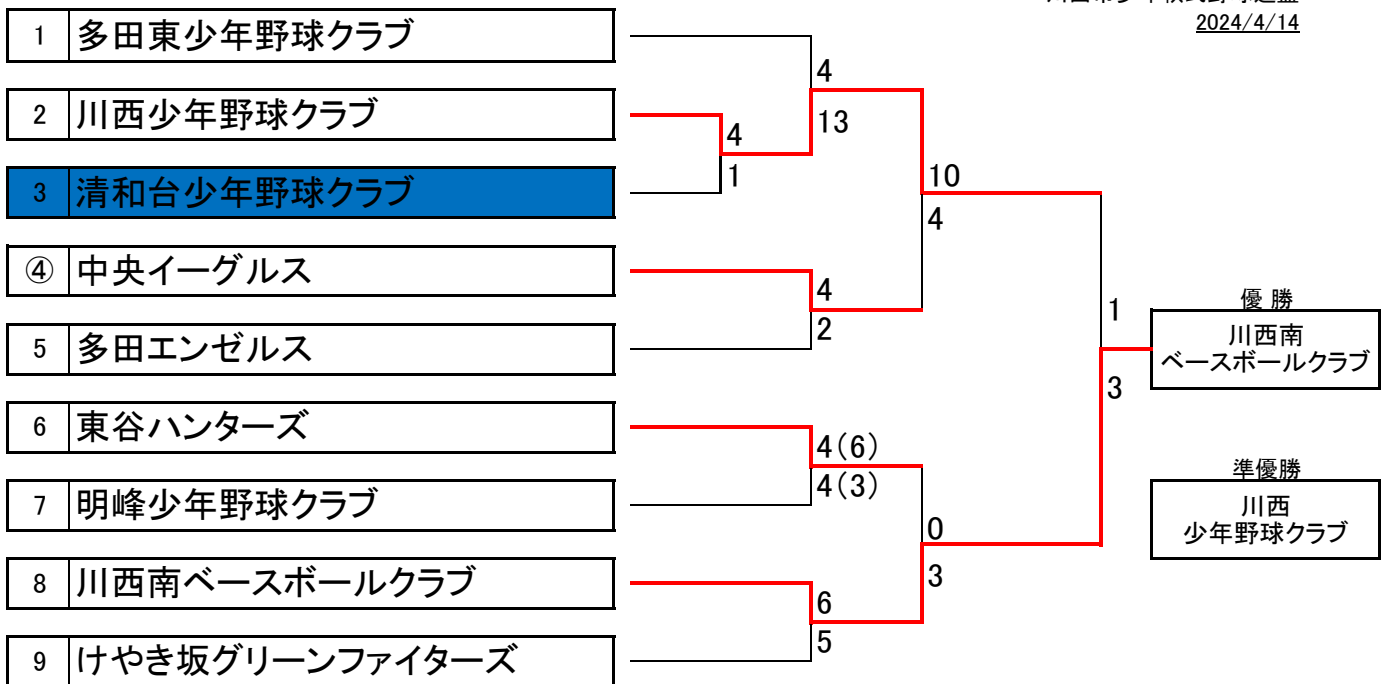 2024/4/14
1 多田東少年野球クラブ
2 川西少年野球クラブ
3 清和台少年野球クラブ
④ 中央イーグルス
5 多田エンゼルス
6 東谷ハンターズ
7 明峰少年野球クラブ
8 川西南ベースボールクラブ
9 けやき坂グリーンファイターズ
4
13
4
1
10
4
4
2
4(6)
4(3)
0
3
6
5
1
3
優 勝
川西南
ベースボールクラブ
準優勝
川西
少年野球クラブ